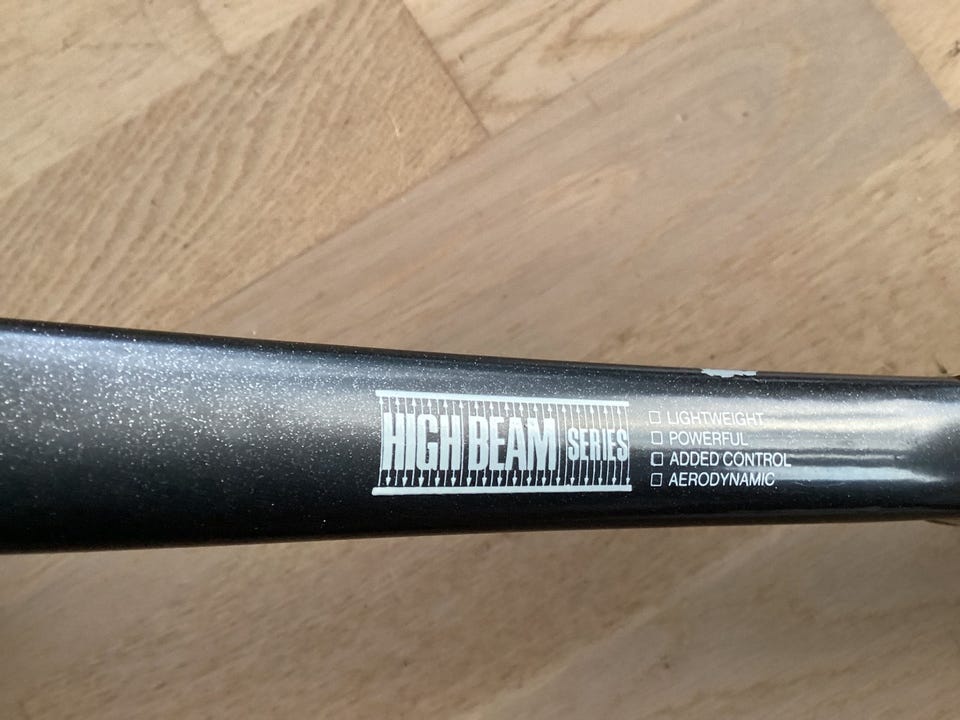 HIGH BEAM SERIES
LIGHTWEIGHT
POWERFUL
ADDED CONTROL
AERODYNAMIC